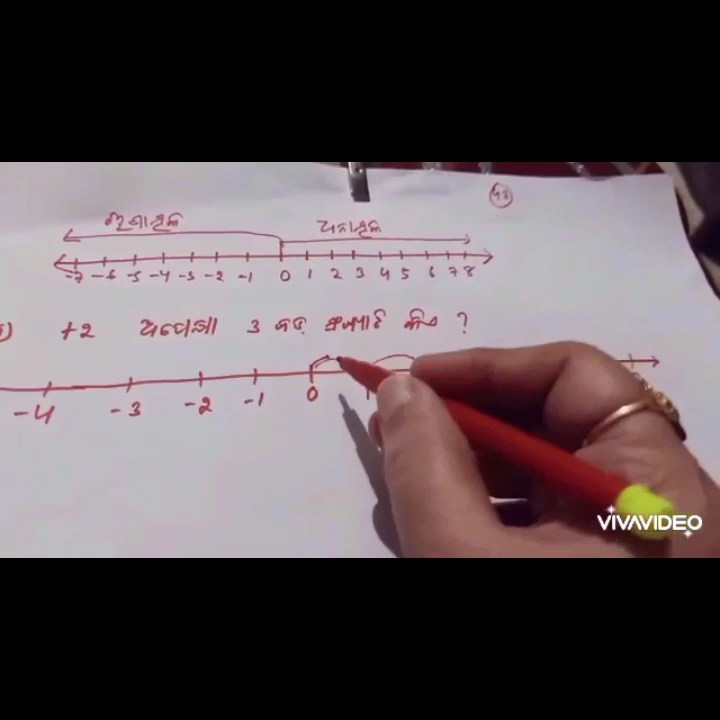 ଋଣାତ୍ମକ ଧନାତ୍ମକ
-7 -6 -5 -4 -3 -2 -1 0 1 2 3 4 5 6 7 8
+2 ଅପେକ୍ଷା 3 ବଡ଼ ସଂଖ୍ୟାଟି କିଏ ?
-4 -3 -2 -1 0 1
VIVAVIDEO